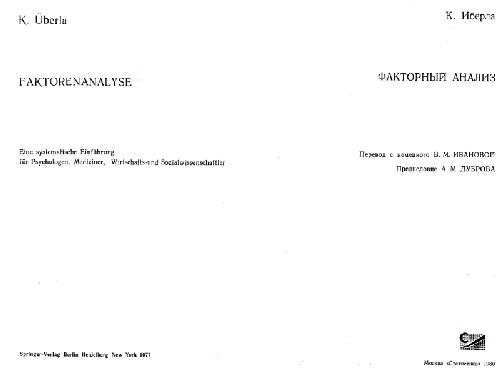 K. Überla
FAKTORENANALYSE
Eine systematische Einführung
für Psychologen, Mediziner, Wirtschafts-und Sozialwissenschaftler
Springer-Verlag Berlin Heidelberg New York 1977
К. Иберла
ФАКТОРНЫЙ АНАЛИЗ
Перевод с немецкого В. М. ИВАНОВОЙ
Предисловие А. М. ДУБРОВА
Москва «Статистика» 1980